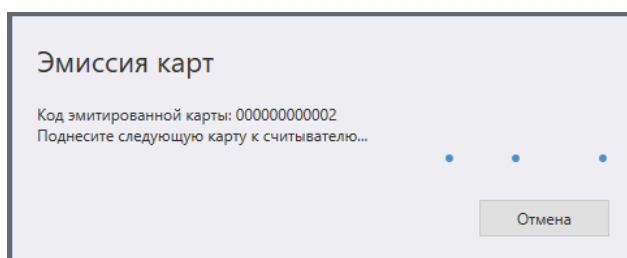 Эмиссия карт
Код эмитированной карты: 000000000002
Поднесите следующую карту к считывателю...
Отмена